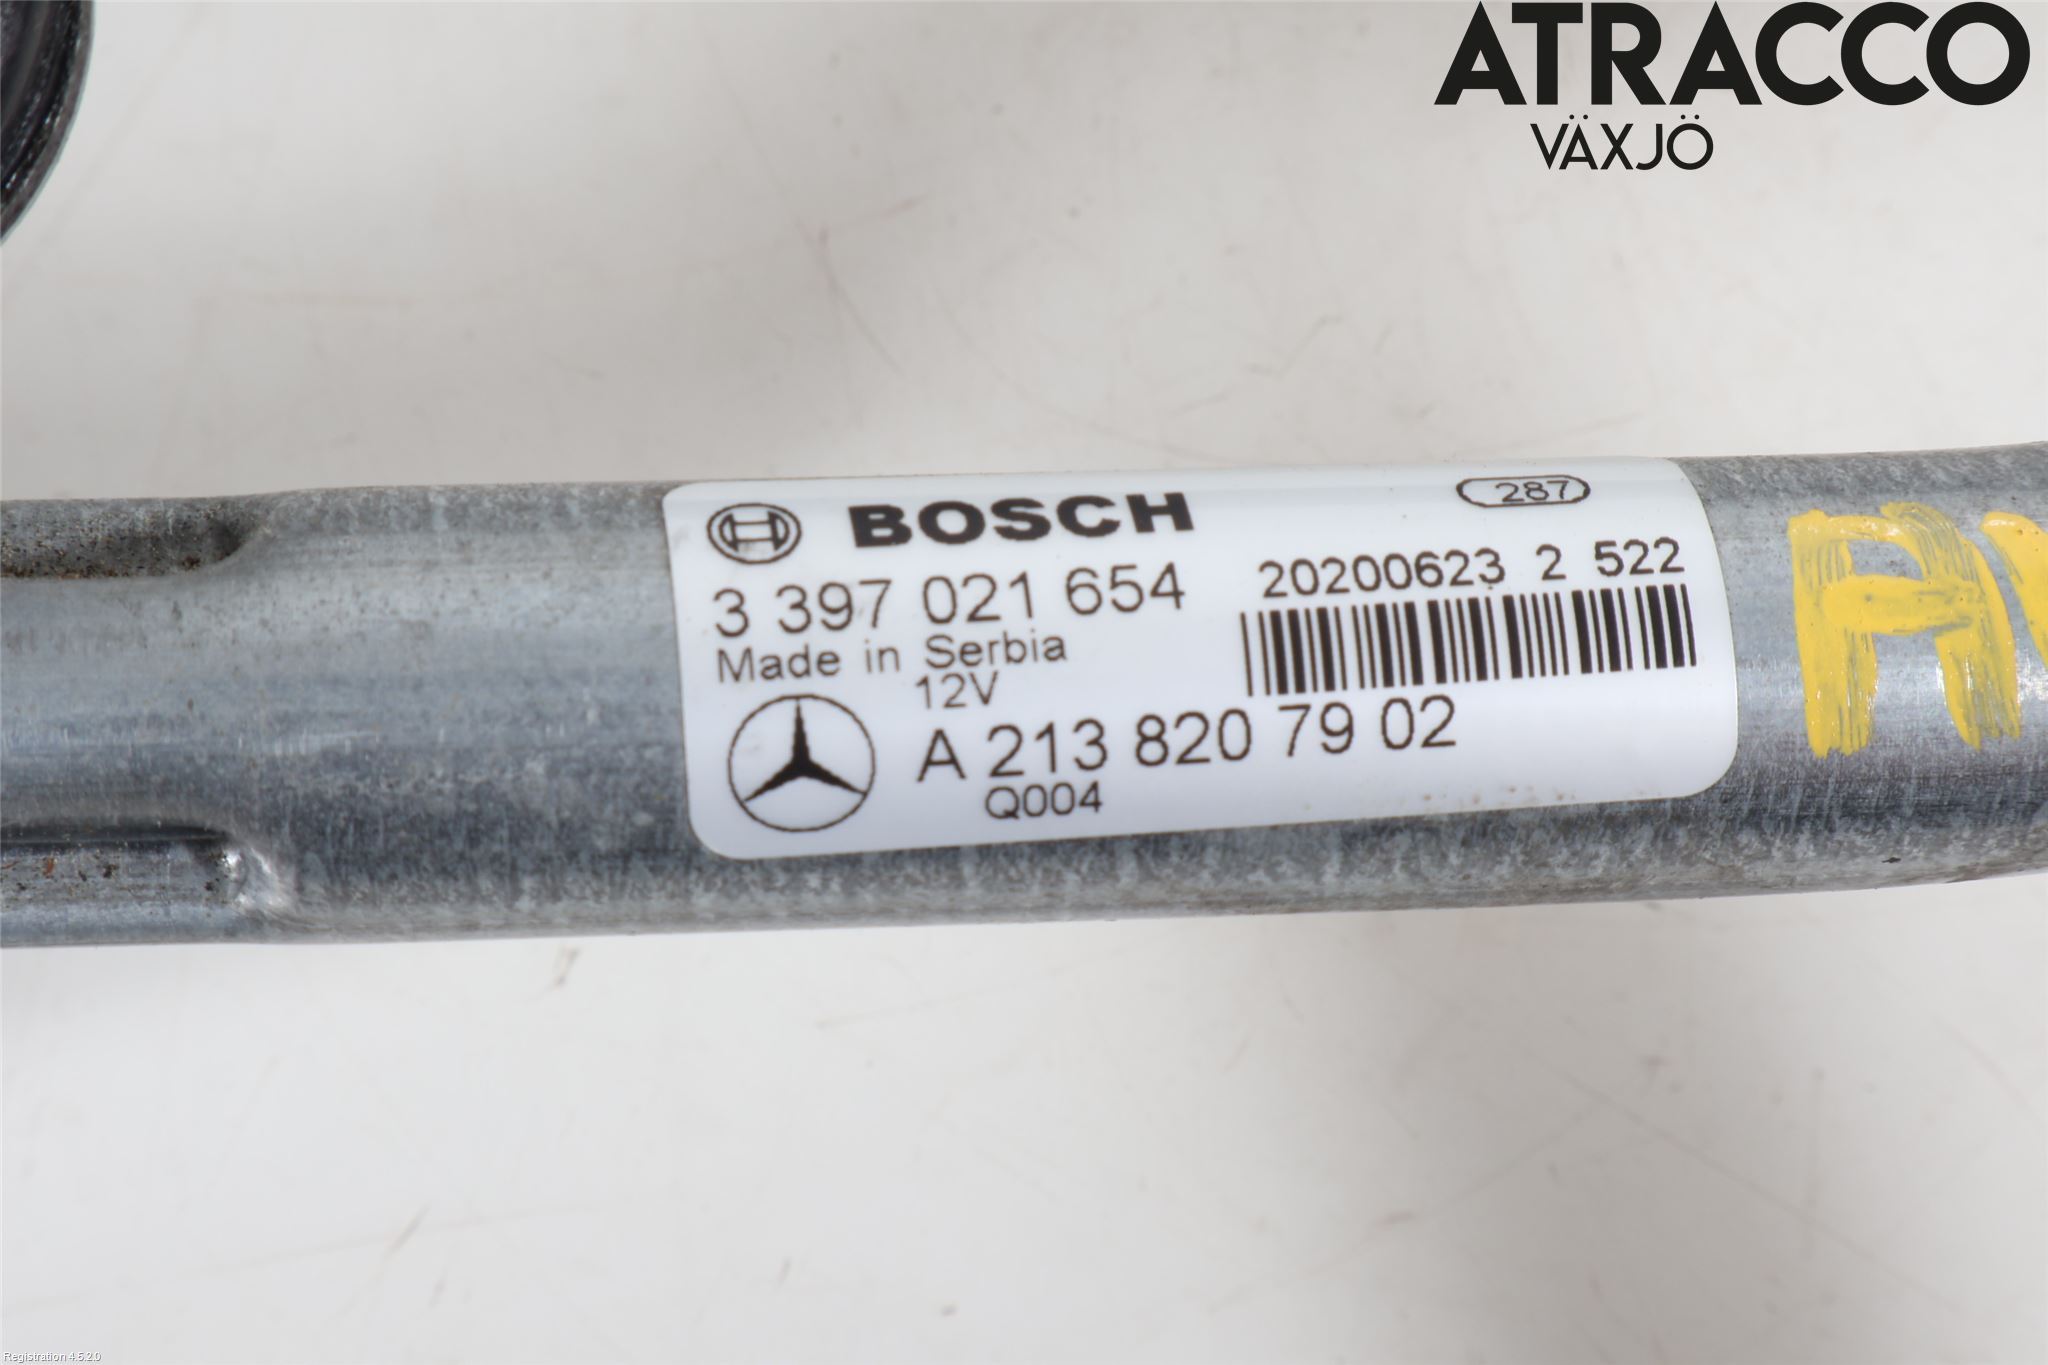 ATRACCO
VÄXJÖ
BOSCH
287
3 397 021 654
20200623 2 522
Made in Serbia
12V
A 213 820 79 02
Q004
Registration 4.5.2.0